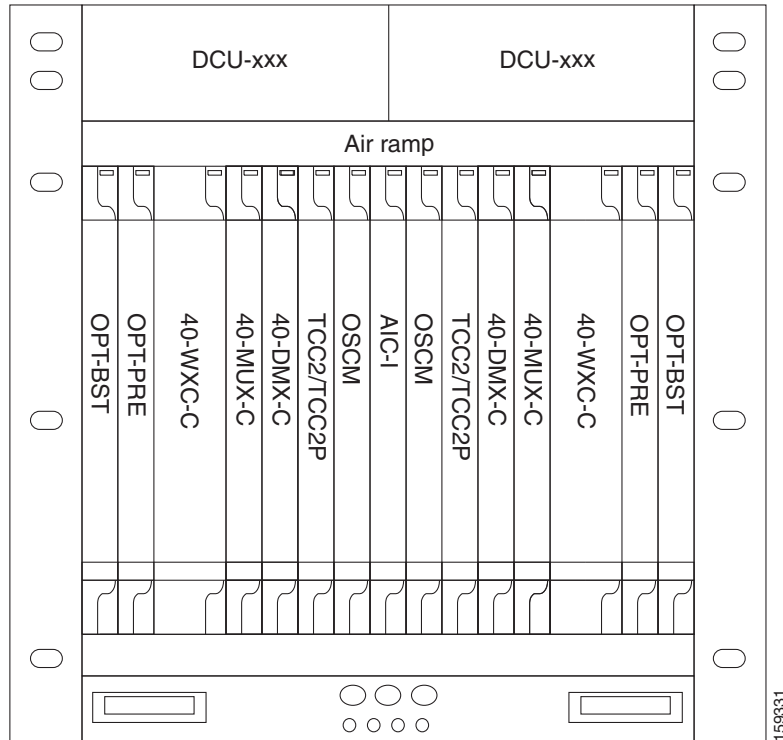 DCU-xxx
DCU-xxx
Air ramp
OPT-BST
OPT-PRE
40-WXC-C
40-MUX-C
40-DMX-C
TCC2/TCC2P
OSCM
AIC-I
OSCM
TCC2/TCC2P
40-DMX-C
40-MUX-C
40-WXC-C
OPT-PRE
OPT-BST
159331